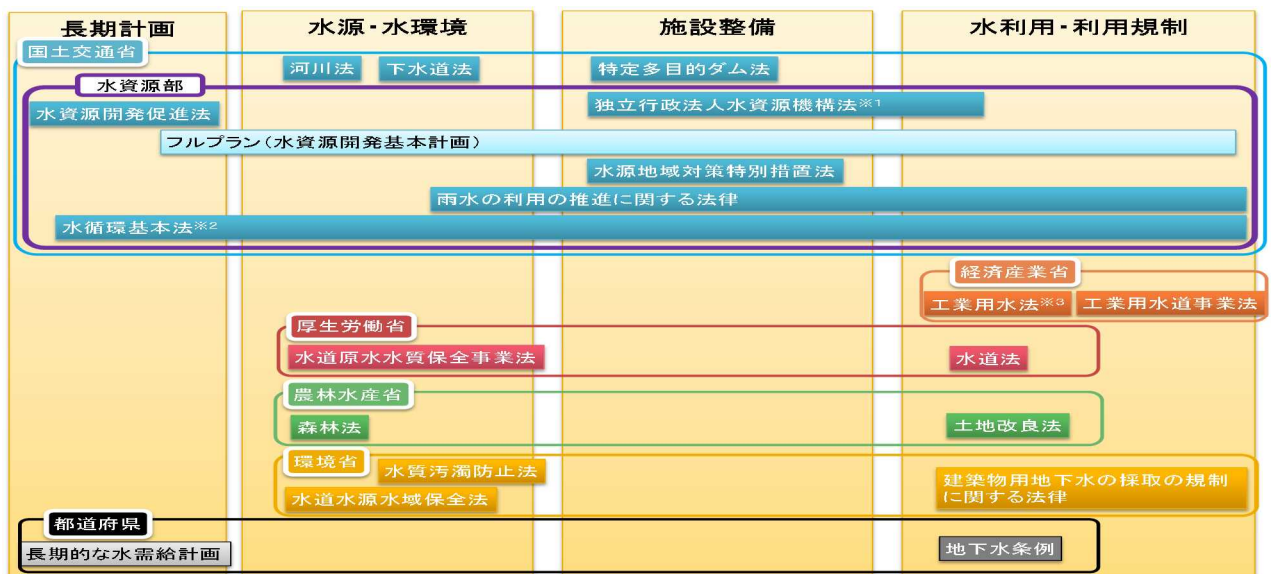 長期計画
水源・水環境
施設整備
水利用・利用規制
国土交通省
河川法
下水道法
特定多目的ダム法
水資源部
水資源開発促進法
独立行政法人水資源機構法※1
フルプラン(水資源開発基本計画)
水源地域対策特別措置法
雨水の利用の推進に関する法律
水循環基本法※2
経済産業省
工業用水法※3
工業用水道事業法
厚生労働省
水道原水水質保全事業法
水道法
農林水産省
森林法
土地改良法
環境省
水質汚濁防止法
水道水源水域保全法
建築物用地下水の採取の規制
に関する法律
都道府県
長期的な水需給計画
地下水条例